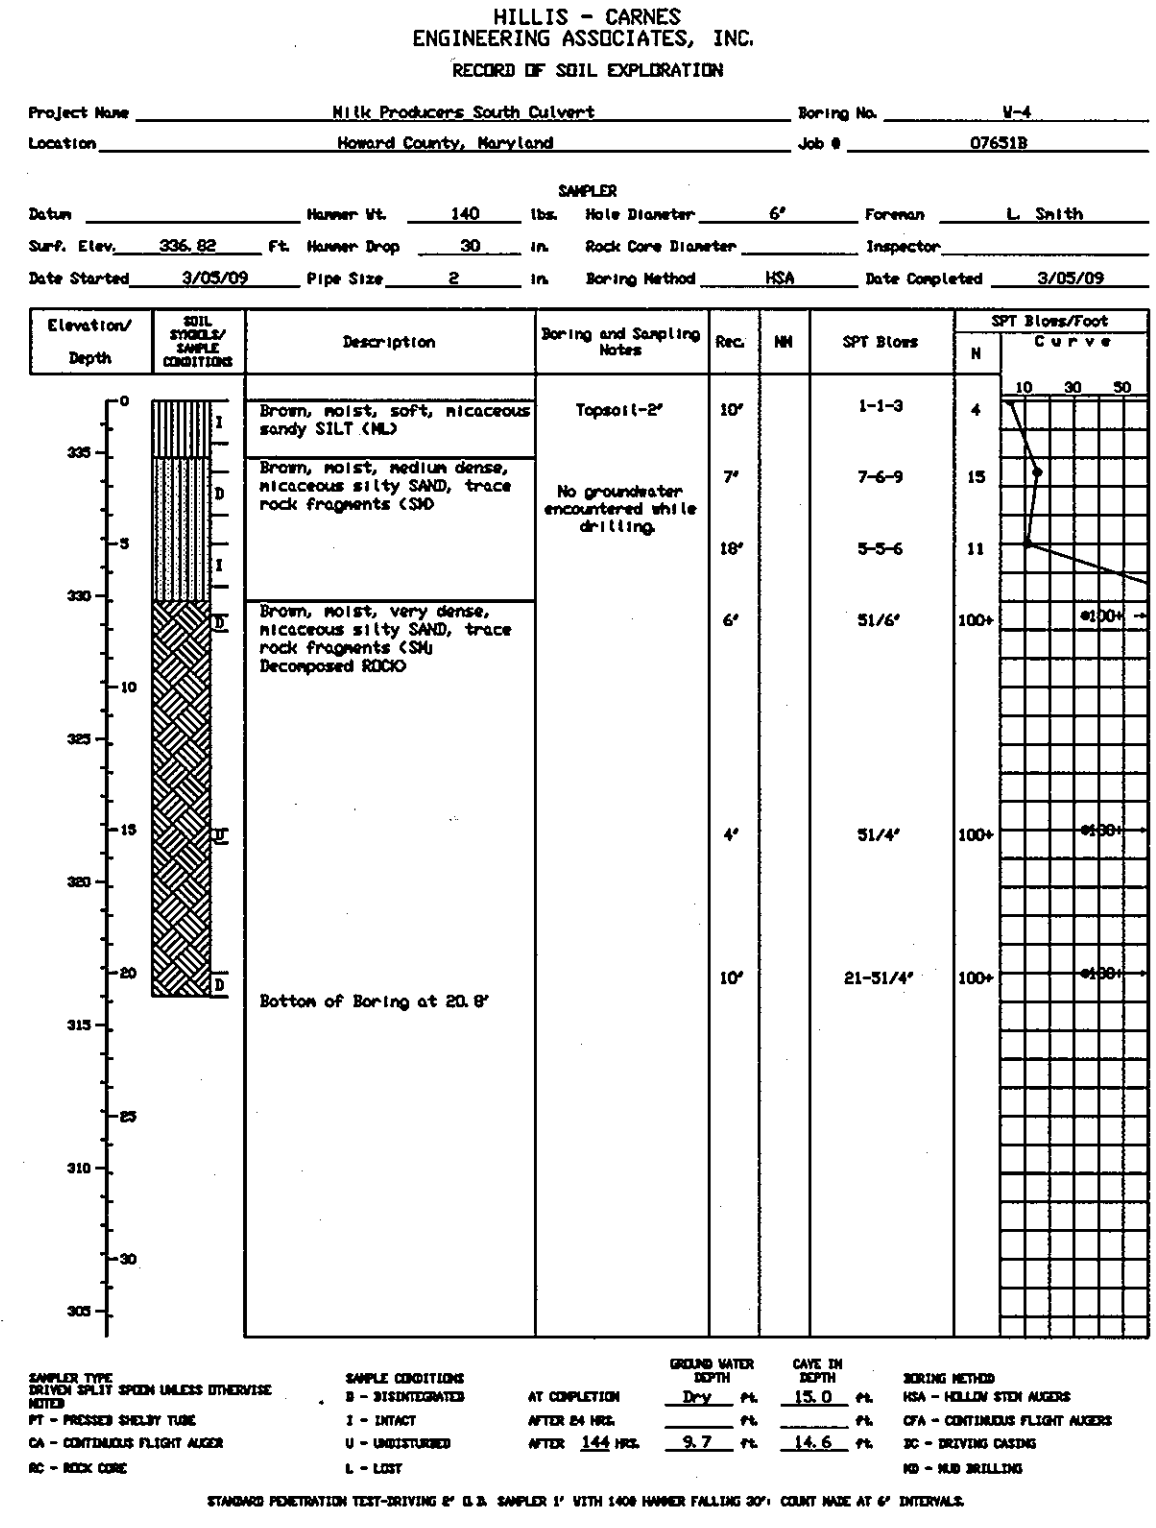 HILLIS - CARNES
ENGINEERING ASSOCIATES, INC.
RECORD OF SOIL EXPLORATION
Project Name Milk Producers South Culvert Boring No. W-4
Location Howard County, Maryland Job # 07651B
SAMPLER
Datum Hammer Wt. 140 lbs. Hole Diameter 6" Foreman L. Smith
Surf. Elev. 336.82 Ft. Hammer Drop 30 in. Rock Core Diameter Inspector
Date Started 3/05/09 Pipe Size 2 in. Boring Method HSA Date Completed 3/05/09
Elevation/ Depth
SOIL SYMBOLS/ SAMPLE CONDITIONS
Description
Boring and Sampling Notes
Rec.
NM
SPT Blows
SPT Blows/Foot
N
Curve
10 30 50
0
I
Brown, moist, soft, micaceous
sandy SILT (ML)
Topsoil-2"
10" 1-1-3 4
335
D
Brown, moist, medium dense,
micaceous silty SAND, trace
rock fragments (SM)
7" 7-6-9 15
No groundwater
encountered while
drilling.
5
I
18" 5-5-6 11
330
D
Brown, moist, very dense,
micaceous silty SAND, trace
rock fragments (SM;
Decomposed ROCK)
6" 51/6" 100+ 100+
10
325
15
D
4" 51/4" 100+ 100+
320
20
D
10" 21-51/4" 100+ 100+
Bottom of Boring at 20.8'
315
25
310
30
305
SAMPLER TYPE
DRIVEN SPLIT SPOON UNLESS OTHERWISE
NOTED
PT - PRESSED SHELBY TUBE
CA - CONTINUOUS FLIGHT AUGER
RC - ROCK CORE
SAMPLE CONDITIONS
D - DISINTEGRATED
I - INTACT
U - UNDISTURBED
L - LOST
GROUND WATER DEPTH
CAVE IN DEPTH
AT COMPLETION Dry ft. 15.0 ft.
AFTER 24 HRS. ft. ft.
AFTER 144 HRS. 9.7 ft. 14.6 ft.
BORING METHOD
HSA - HOLLOW STEM AUGERS
CFA - CONTINUOUS FLIGHT AUGERS
DC - DRIVING CASING
MD - MUD DRILLING
STANDARD PENETRATION TEST-DRIVING 2" O.D. SAMPLER 1' WITH 140# HAMMER FALLING 30"; COUNT MADE AT 6" INTERVALS.